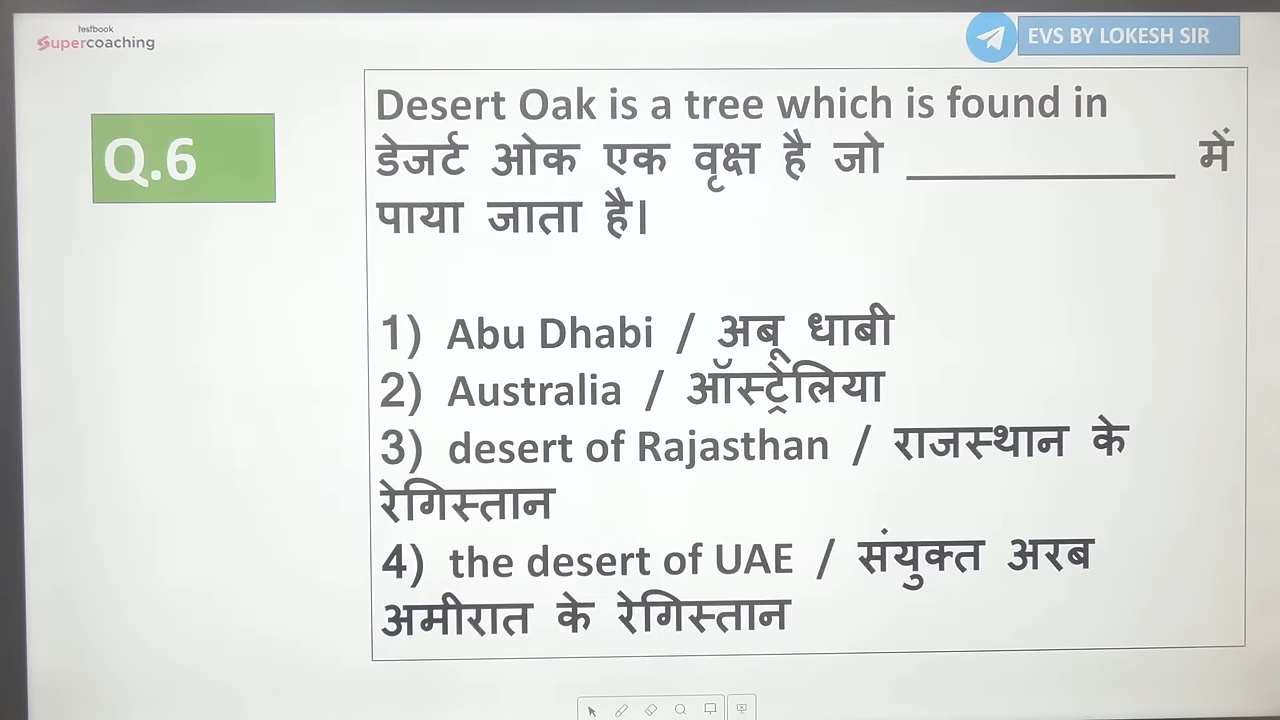 testbook
Supercoaching
EVS BY LOKESH SIR
Q.6
Desert Oak is a tree which is found in
डेजर्ट ओक एक वृक्ष है जो ____________ में
पाया जाता है।
1) Abu Dhabi / अबू धाबी
2) Australia / ऑस्ट्रेलिया
3) desert of Rajasthan / राजस्थान के
रेगिस्तान
4) the desert of UAE / संयुक्त अरब
अमीरात के रेगिस्तान